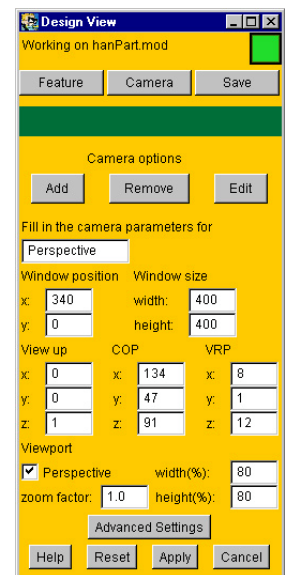 Design View
Working on hanPart.mod
Feature Camera Save
Camera options
Add Remove Edit
Fill in the camera parameters for
Perspective
Window position Window size
x: 340 width: 400
y: 0 height: 400
View up COP VRP
x: 0 x: 134 x: 8
y: 0 y: 47 y: 1
z: 1 z: 91 z: 12
Viewport
Perspective width(%): 80
zoom factor: 1.0 height(%): 80
Advanced Settings
Help Reset Apply Cancel